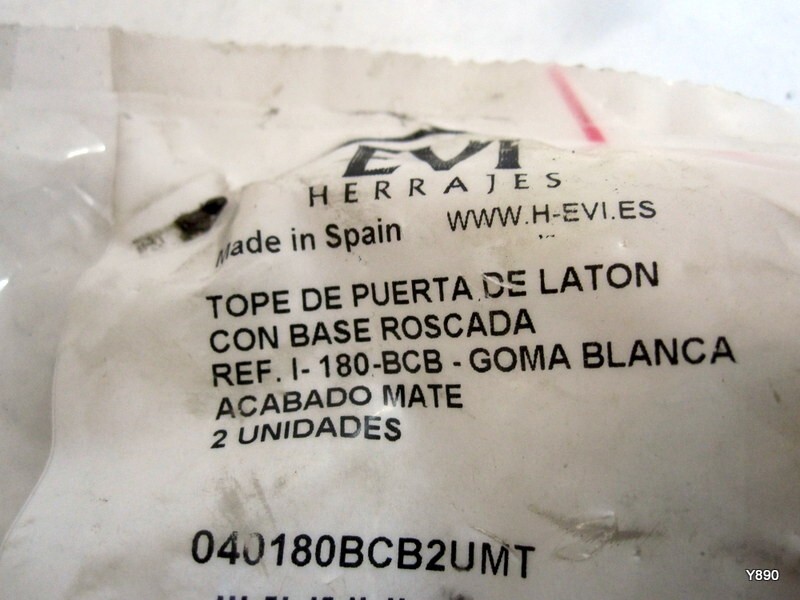 EVI
HERRAJES
Made in Spain WWW.H-EVI.ES
TOPE DE PUERTA DE LATON
CON BASE ROSCADA
REF. I- 180-BCB - GOMA BLANCA
ACABADO MATE
2 UNIDADES
040180BCB2UMT
Y890